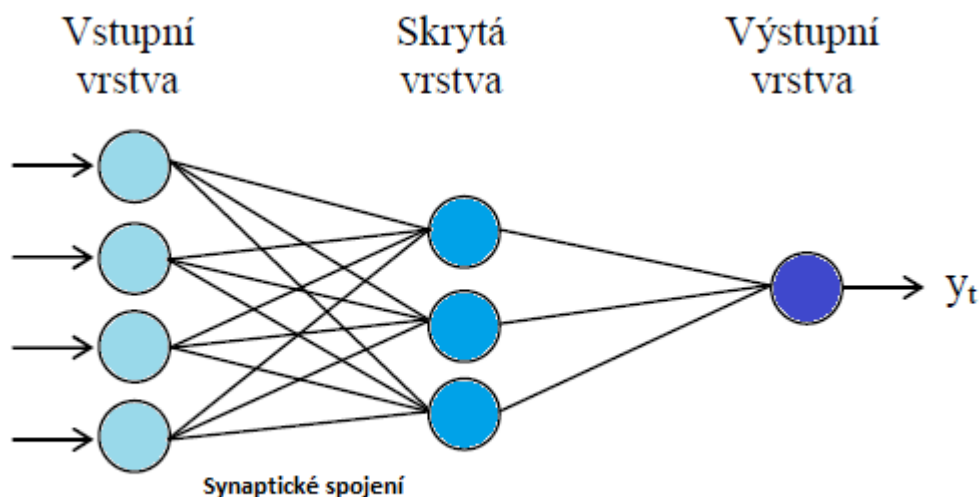 Vstupní
vrstva
Skrytá
vrstva
Výstupní
vrstva
yt
Synaptické spojení